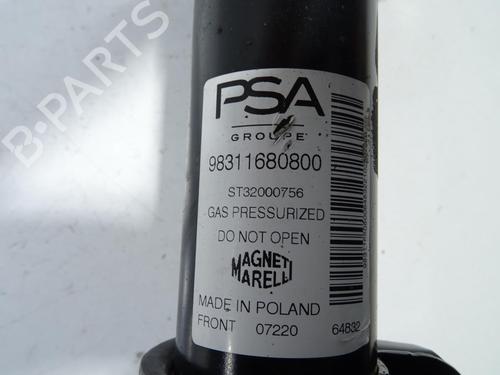 PSA
GROUPE
98311680800
ST32000756
GAS PRESSURIZED
DO NOT OPEN
MAGNETI
MARELLI
MADE IN POLAND
FRONT 07220 64832
B-Parts